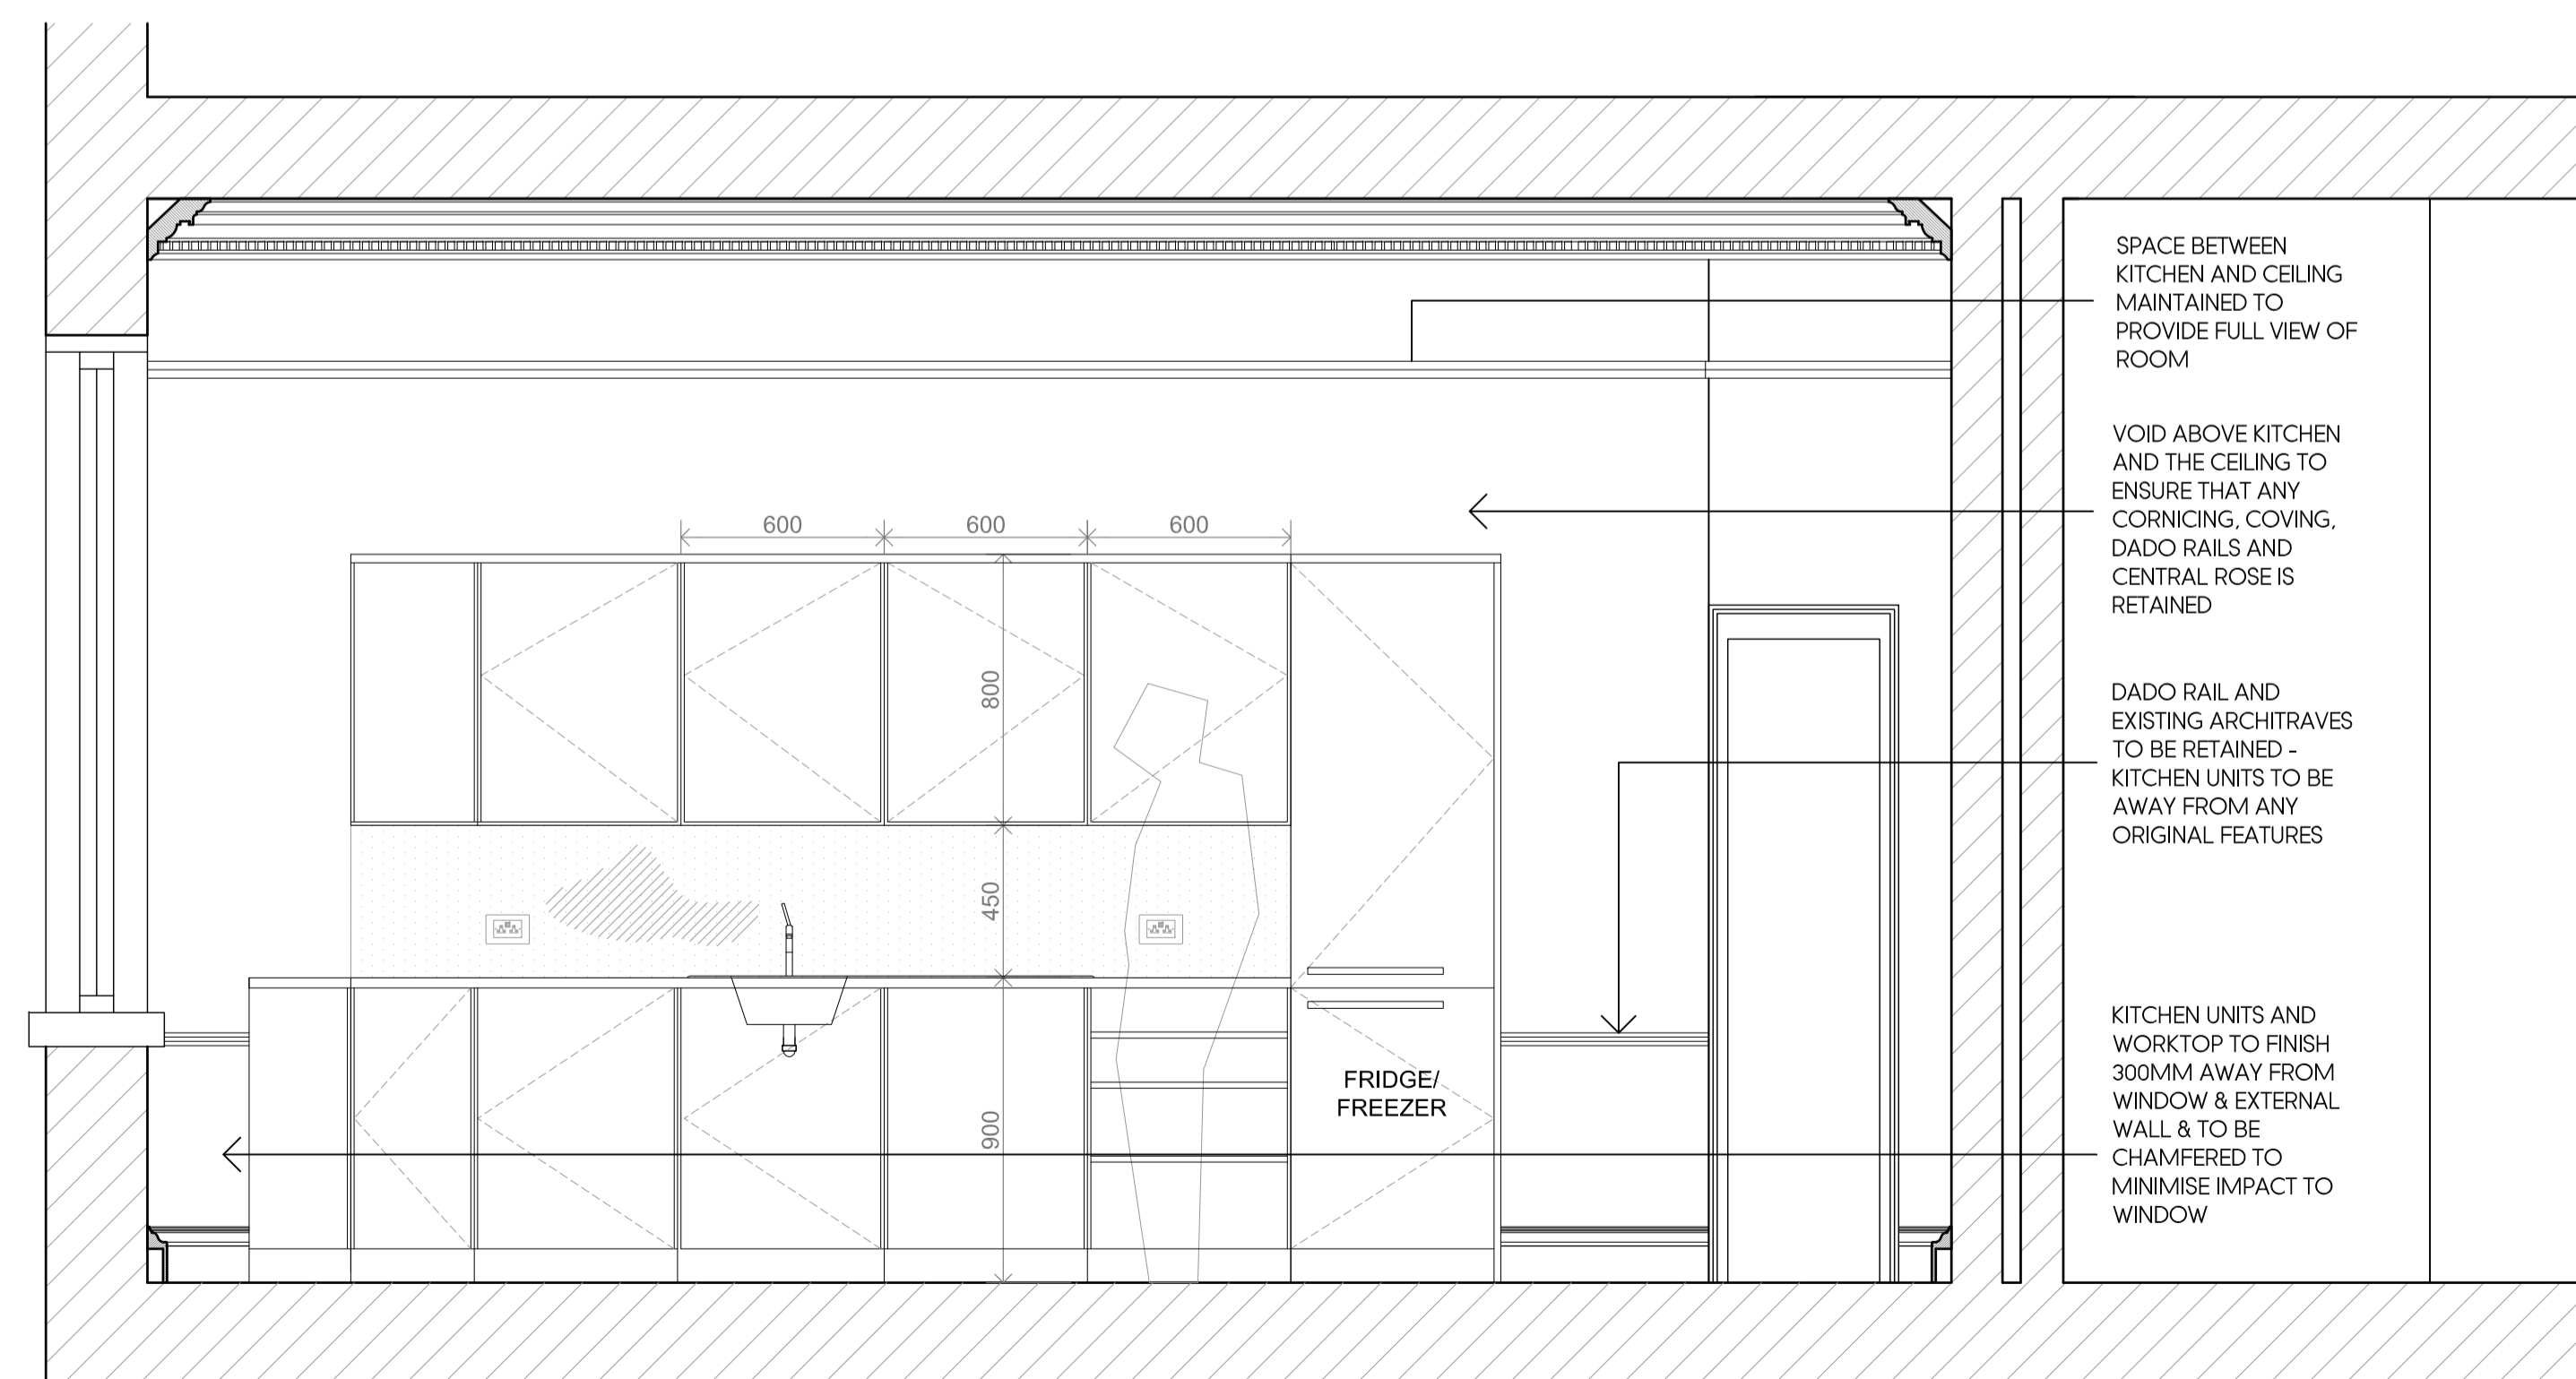 SPACE BETWEEN
KITCHEN AND CEILING
MAINTAINED TO
PROVIDE FULL VIEW OF
ROOM
VOID ABOVE KITCHEN
AND THE CEILING TO
ENSURE THAT ANY
CORNICING, COVING,
DADO RAILS AND
CENTRAL ROSE IS
RETAINED
600
600
600
800
DADO RAIL AND
EXISTING ARCHITRAVES
TO BE RETAINED -
KITCHEN UNITS TO BE
AWAY FROM ANY
ORIGINAL FEATURES
450
900
FRIDGE/
FREEZER
KITCHEN UNITS AND
WORKTOP TO FINISH
300MM AWAY FROM
WINDOW & EXTERNAL
WALL & TO BE
CHAMFERED TO
MINIMISE IMPACT TO
WINDOW